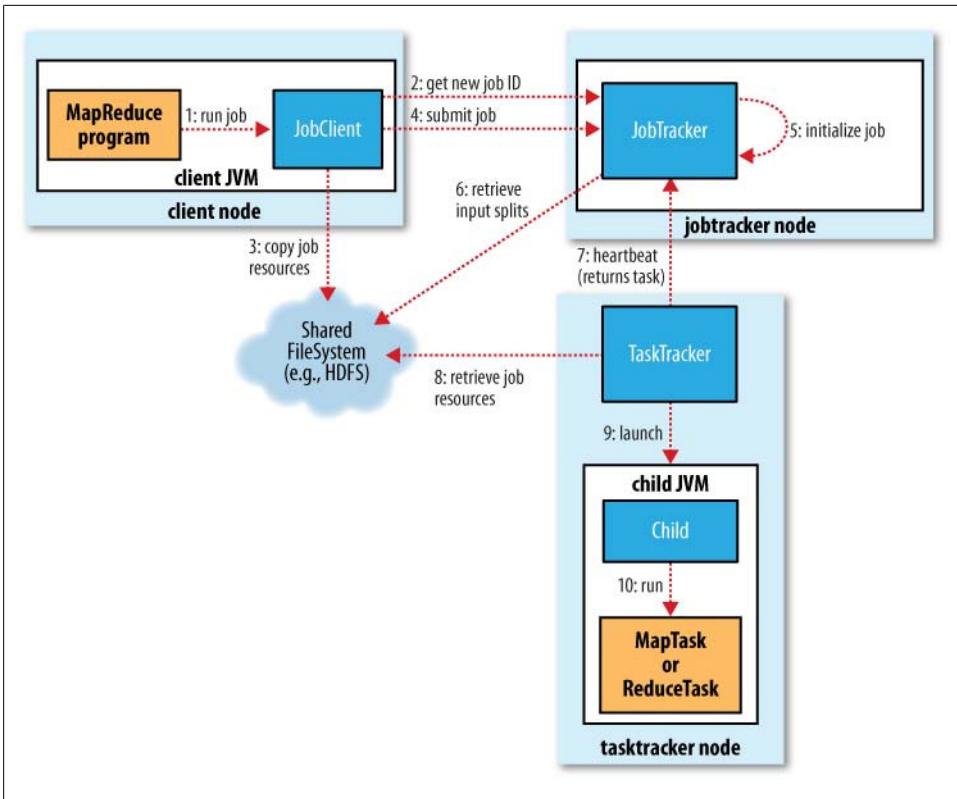 MapReduce
program
1: run job
JobClient
client JVM
client node
2: get new job ID
4: submit job
JobTracker
5: initialize job
jobtracker node
3: copy job
resources
6: retrieve
input splits
7: heartbeat
(returns task)
Shared
FileSystem
(e.g., HDFS)
8: retrieve job
resources
TaskTracker
9: launch
child JVM
Child
10: run
MapTask
or
ReduceTask
tasktracker node